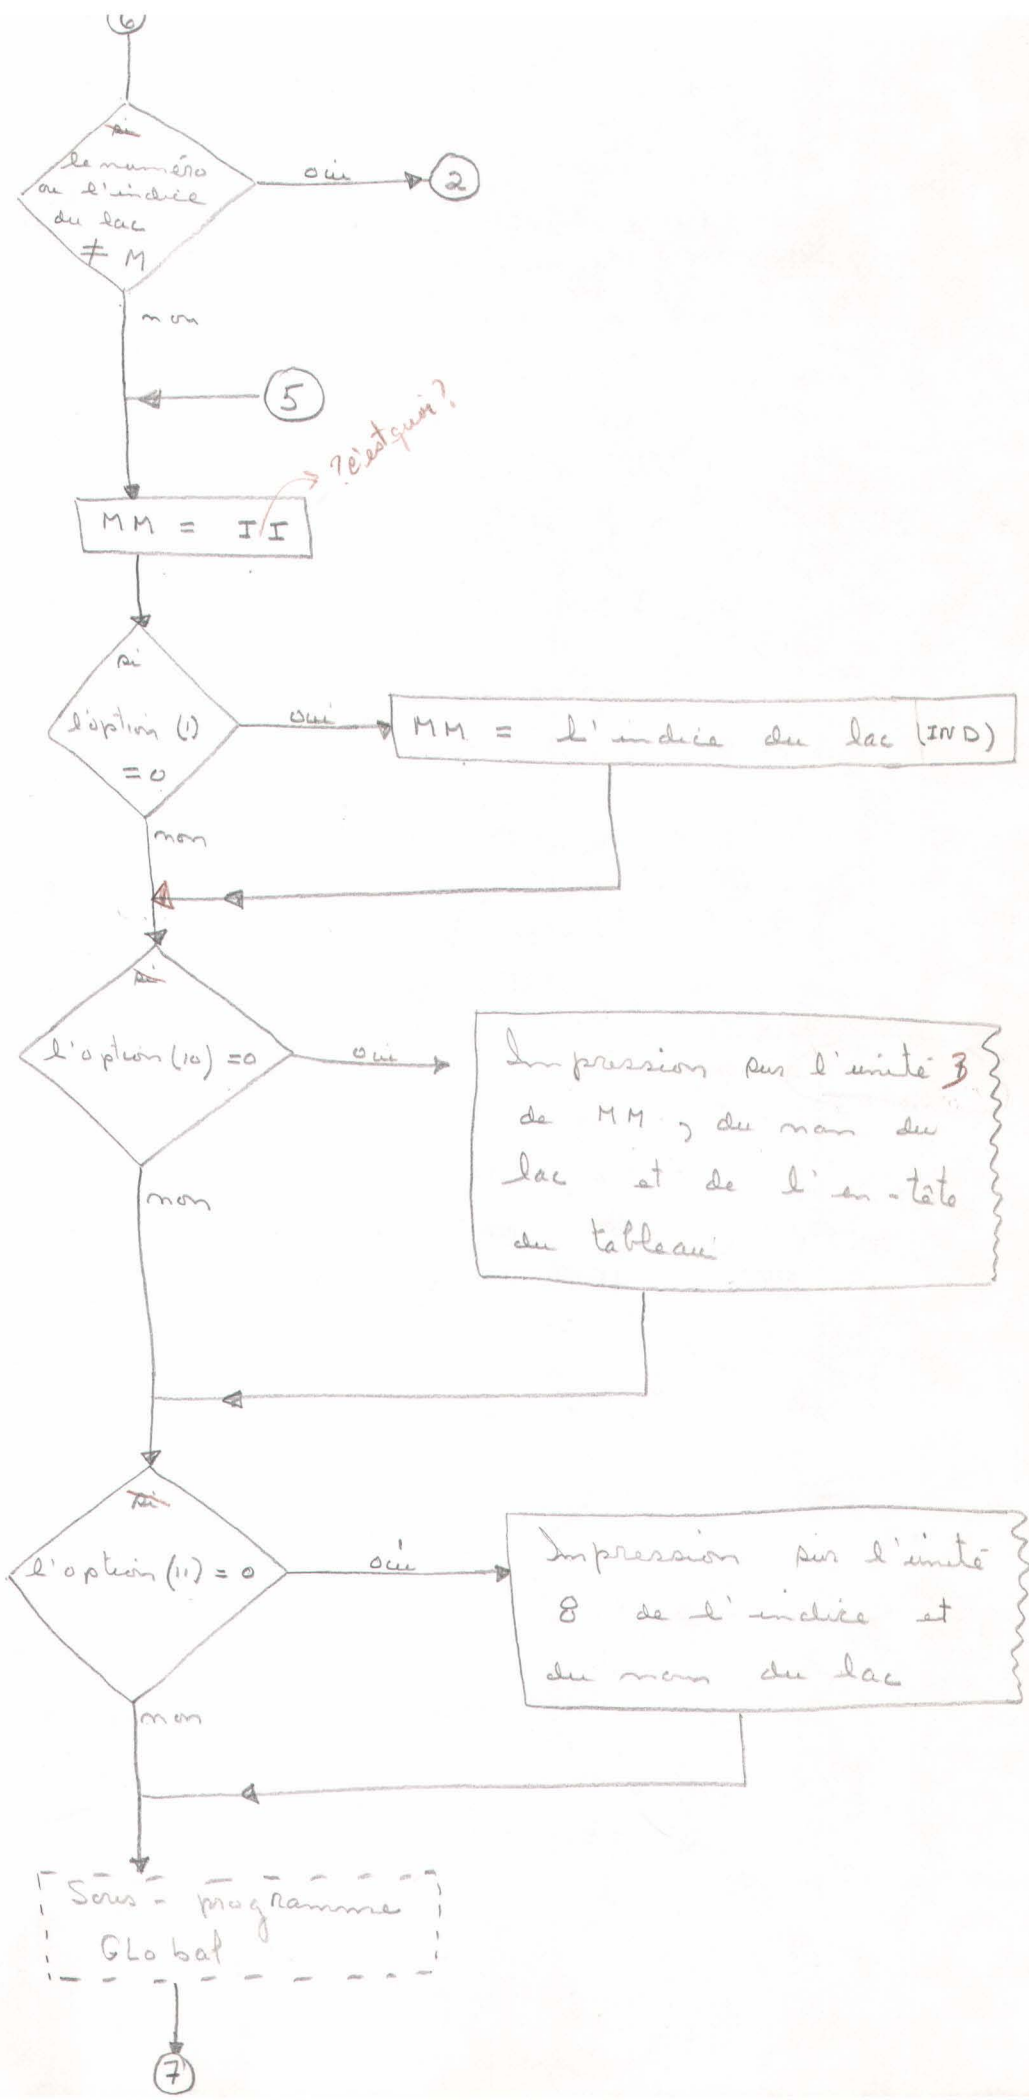 6
si
le numéro
ou l'indice
du lac
≠ M
oui
2
non
5
? c'est quoi ?
MM = II
si
l'option (1)
= 0
oui
MM = l'indice du lac (IND)
non
si
l'option (10) = 0
oui
Impression sur l'unité 3
de MM, du nom du
lac et de l'en-tête
du tableau
non
si
l'option (11) = 0
oui
Impression sur l'unité
8 de l'indice et
du nom du lac
non
Sous-programme
GLobal
7